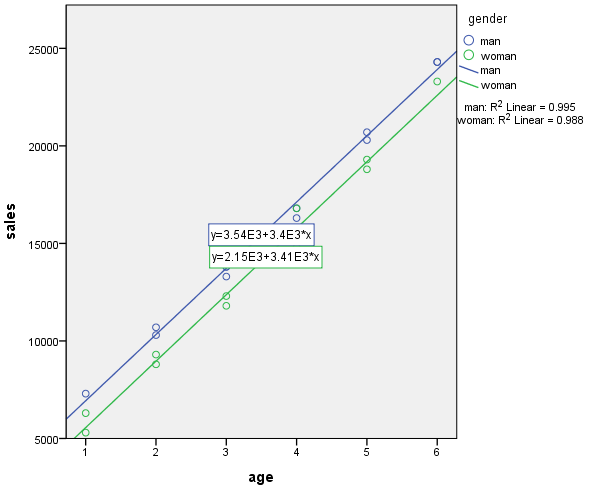 gender
man
woman
man
woman
man: R2 Linear = 0.995
woman: R2 Linear = 0.988
25000
20000
15000
10000
5000
sales
y=3.54E3+3.4E3*x
y=2.15E3+3.41E3*x
1 2 3 4 5 6
age